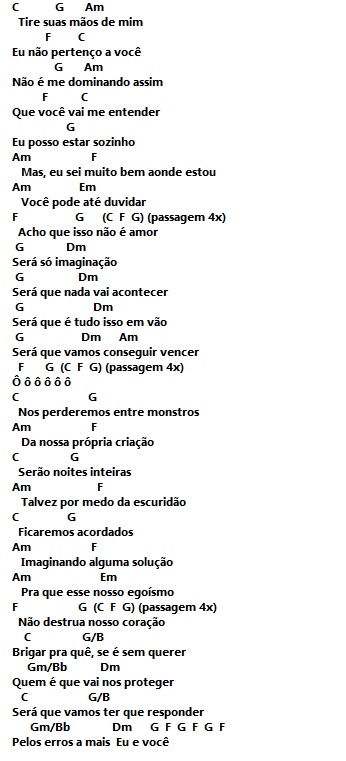 C G Am
Tire suas mãos de mim
F C
Eu não pertenço a você
G Am
Não é me dominando assim
F C
Que você vai me entender
G
Eu posso estar sozinho
Am F
Mas, eu sei muito bem aonde estou
Am Em
Você pode até duvidar
F G (C F G) (passagem 4x)
Acho que isso não é amor
G Dm
Será só imaginação
G Dm
Será que nada vai acontecer
G Dm
Será que é tudo isso em vão
G Dm Am
Será que vamos conseguir vencer
F G (C F G) (passagem 4x)
Ô ô ô ô ô ô
C G
Nos perderemos entre monstros
Am F
Da nossa própria criação
C G
Serão noites inteiras
Am F
Talvez por medo da escuridão
C G
Ficaremos acordados
Am F
Imaginando alguma solução
Am Em
Pra que esse nosso egoísmo
F G (C F G) (passagem 4x)
Não destrua nosso coração
C G/B
Brigar pra quê, se é sem querer
Gm/Bb Dm
Quem é que vai nos proteger
C G/B
Será que vamos ter que responder
Gm/Bb Dm G F G F G F
Pelos erros a mais Eu e você